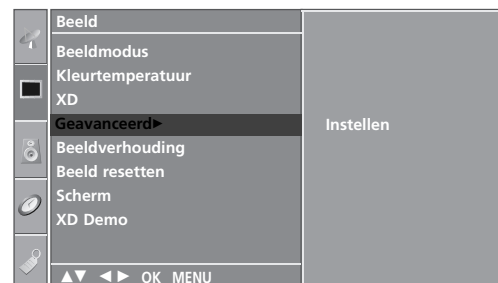 Beeld
Beeldmodus
Kleurtemperatuur
XD
Geavanceerd► Instellen
Beeldverhouding
Beeld resetten
Scherm
XD Demo
▲▼ ◄► OK MENU